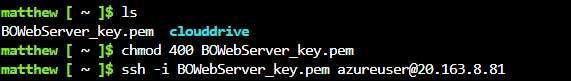 matthew [ ~ ]$ ls
BOWebServer_key.pem  clouddrive
matthew [ ~ ]$ chmod 400 BOWebServer_key.pem
matthew [ ~ ]$ ssh -i BOWebServer_key.pem azureuser@20.163.8.81